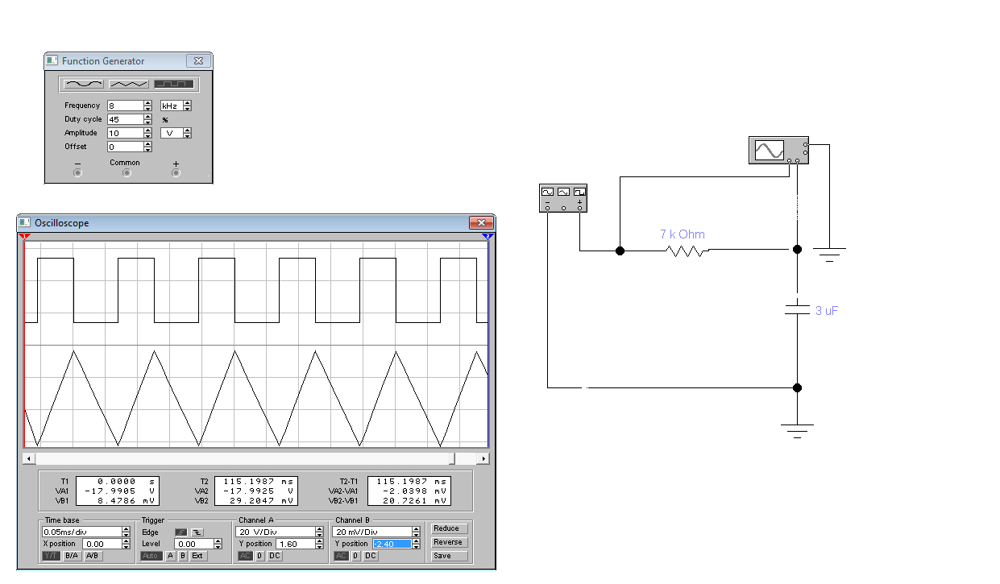 Function Generator
Frequency 8 kHz
Duty cycle 45 %
Amplitude 10 V
Offset 0
− Common +
7 k Ohm
3 uF
Oscilloscope
1 2
T1 0.0000 s T2 115.1987 ms T2-T1 115.1987 ms
VA1 -17.9905 V VA2 -17.9925 V VA2-VA1 -2.0398 mV
VB1 8.4786 mV VB2 29.2047 mV VB2-VB1 20.7261 mV
Time base Trigger Channel A Channel B
0.05ms/div Edge 20 V/Div 20 mV/Div Reduce
X position 0.00 Level 0.00 Y position 1.60 Y position -2.40 Reverse
Y/T B/A A/B Auto A B Ext AC 0 DC AC 0 DC Save